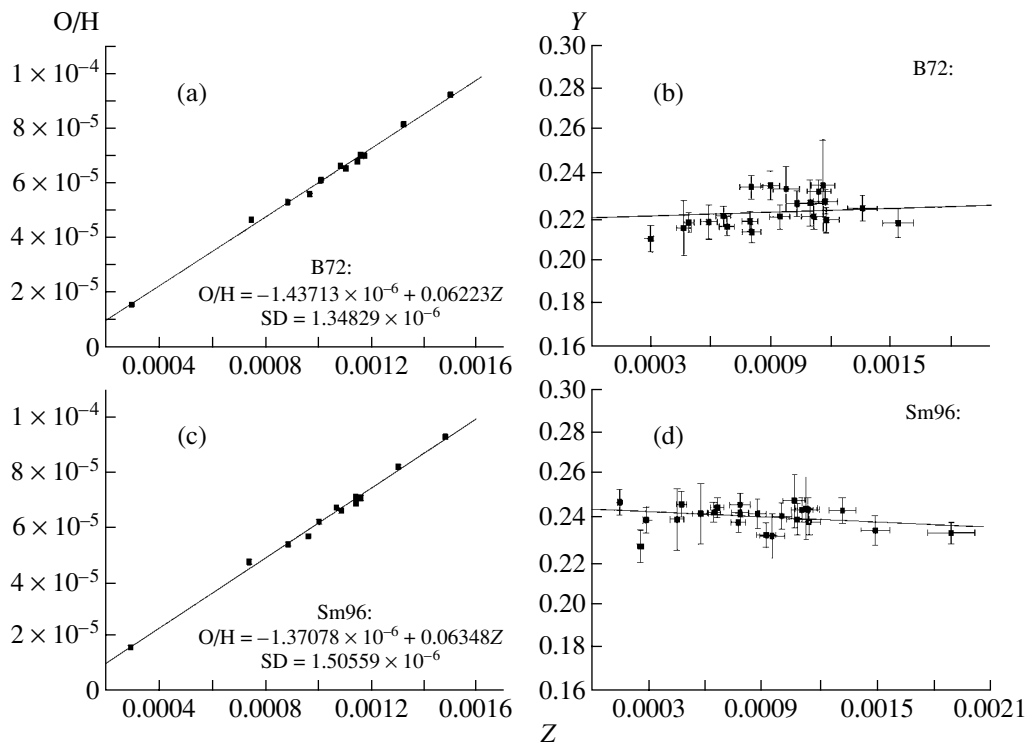 O/H
(a)
1 × 10⁻⁴
8 × 10⁻⁵
6 × 10⁻⁵
4 × 10⁻⁵
2 × 10⁻⁵
0
B72:
O/H = −1.43713 × 10⁻⁶ + 0.06223Z
SD = 1.34829 × 10⁻⁶
0.0004 0.0008 0.0012 0.0016
Y
B72:
(b)
0.30
0.28
0.26
0.24
0.22
0.20
0.18
0.16
0.0003 0.0009 0.0015
(c)
1 × 10⁻⁴
8 × 10⁻⁵
6 × 10⁻⁵
4 × 10⁻⁵
2 × 10⁻⁵
0
Sm96:
O/H = −1.37078 × 10⁻⁶ + 0.06348Z
SD = 1.50559 × 10⁻⁶
0.0004 0.0008 0.0012 0.0016
Sm96:
(d)
0.30
0.28
0.26
0.24
0.22
0.20
0.18
0.16
0.0003 0.0009 0.0015 0.0021
Z